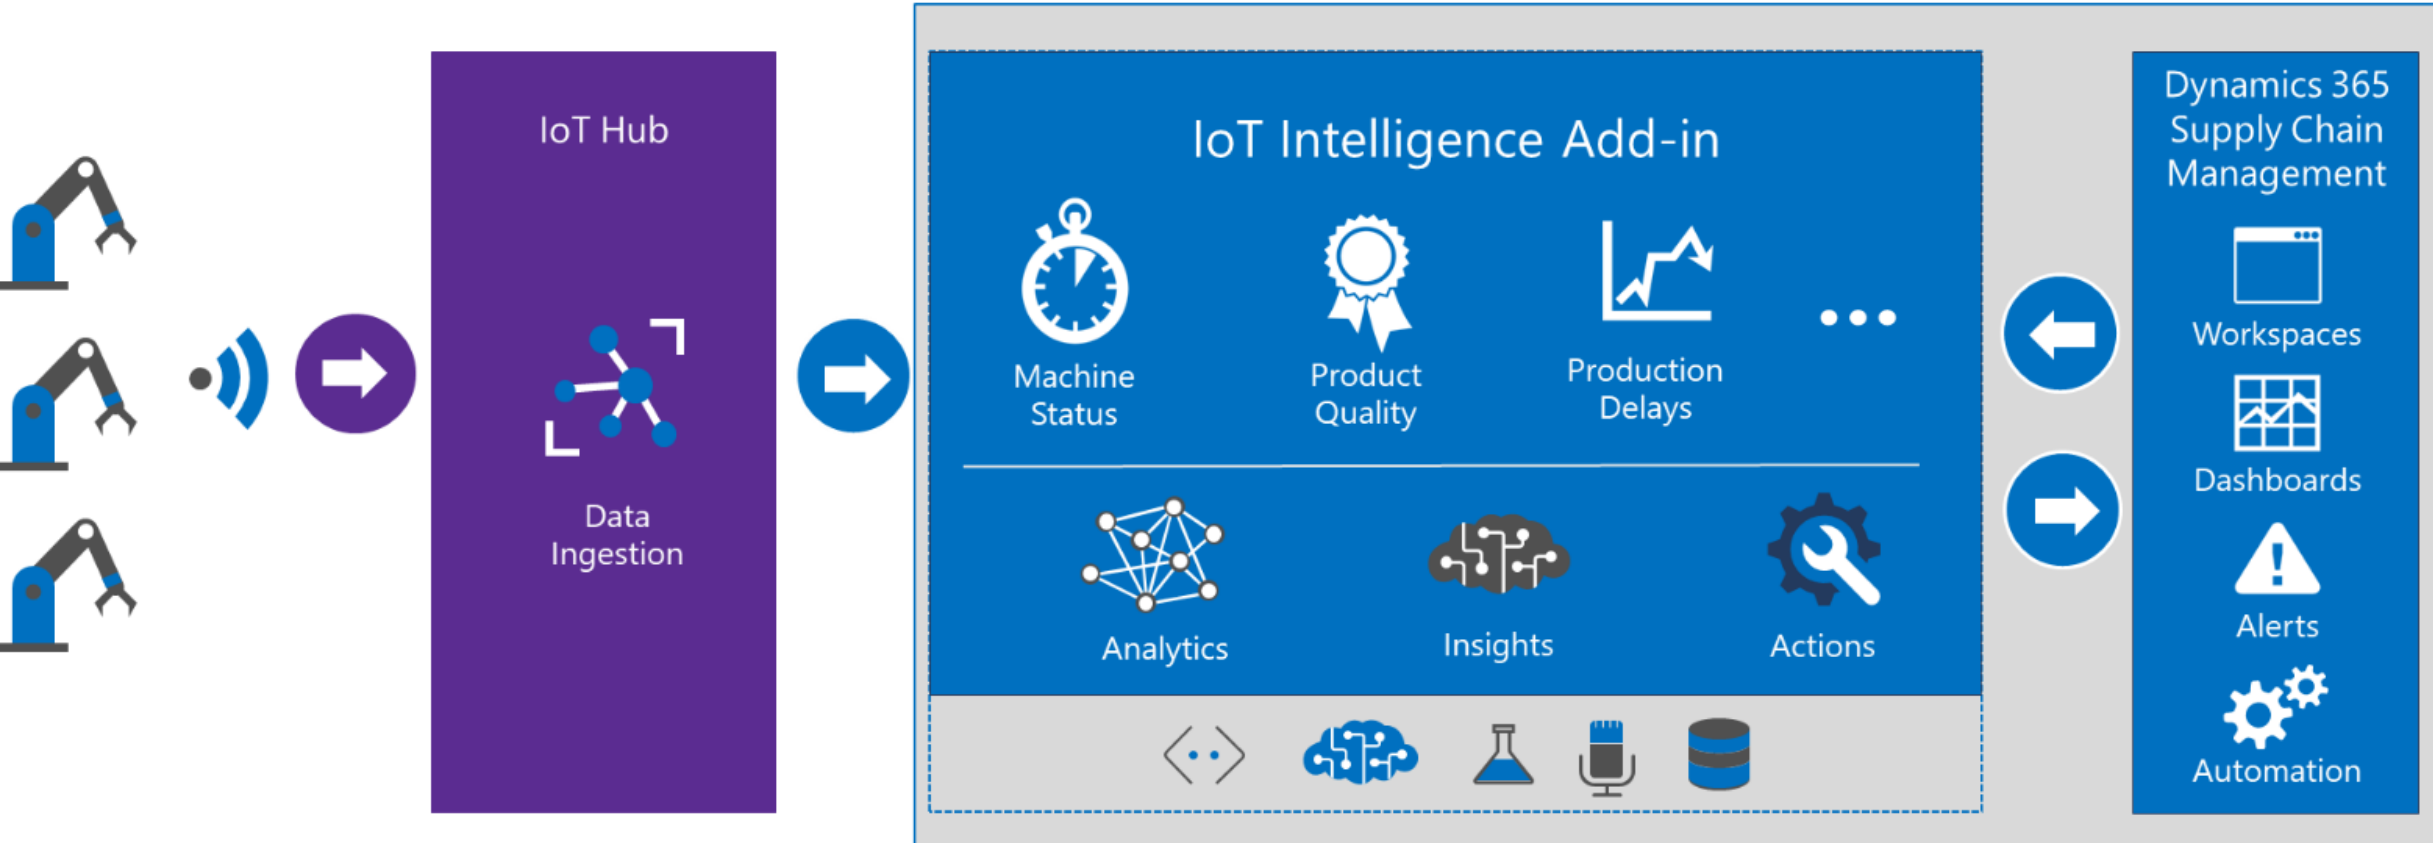 IoT Hub
Data
Ingestion
IoT Intelligence Add-in
Machine
Status
Product
Quality
Production
Delays
Analytics
Insights
Actions
Dynamics 365
Supply Chain
Management
Workspaces
Dashboards
Alerts
Automation